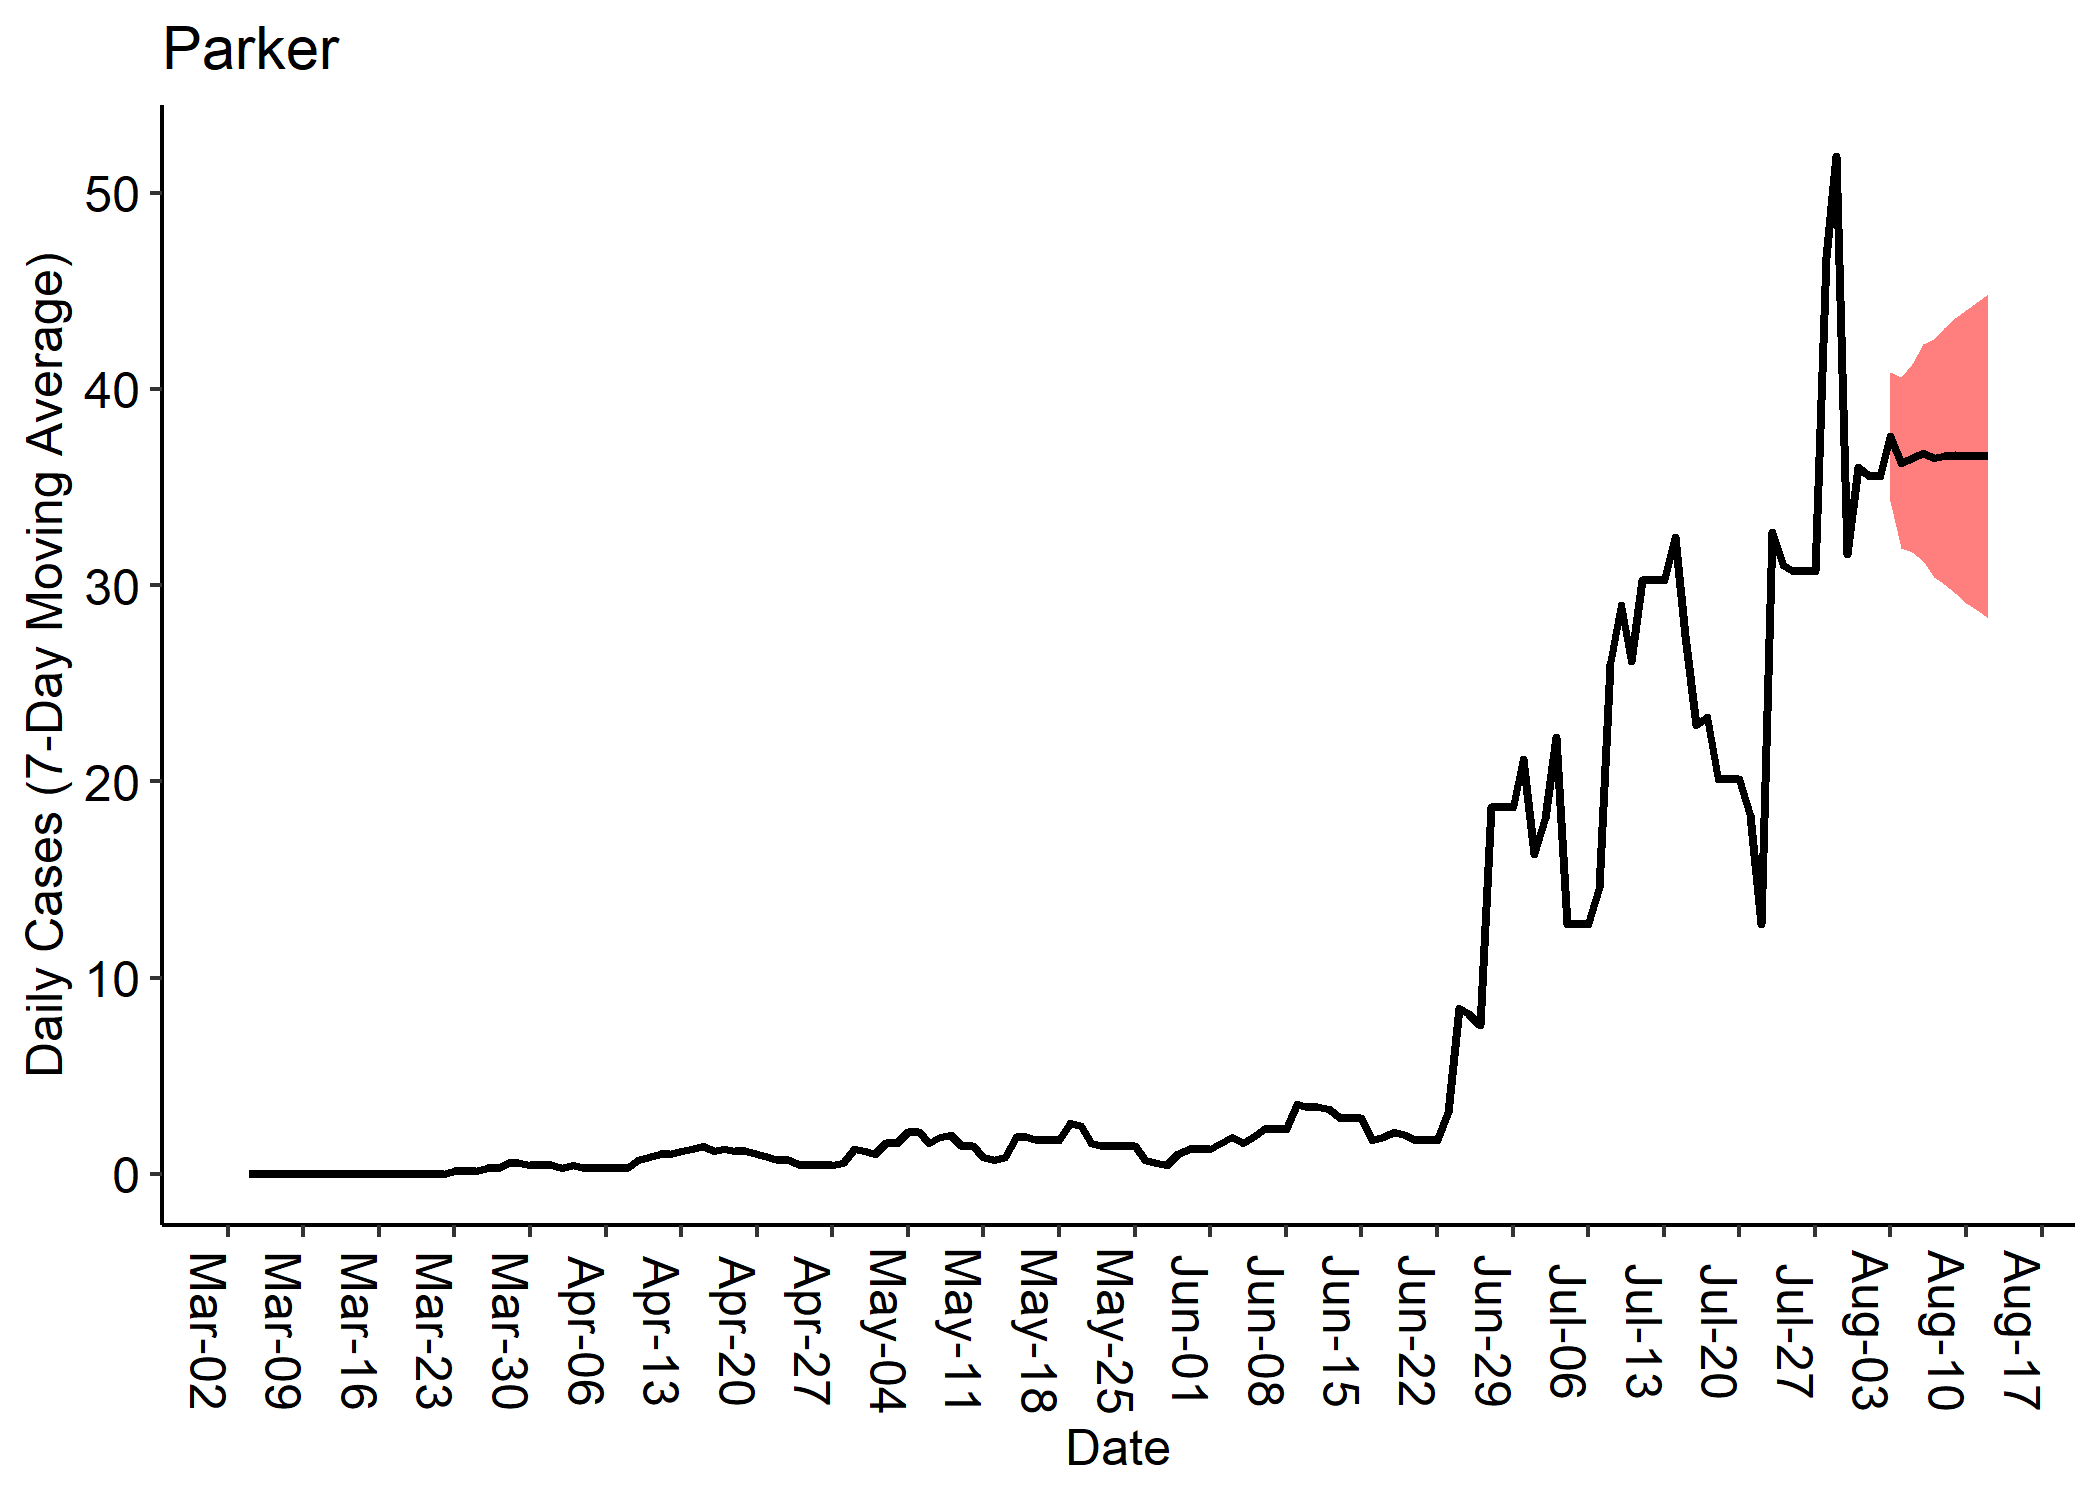 Parker
Daily Cases (7-Day Moving Average)
50
40
30
20
10
0
Mar-02
Mar-09
Mar-16
Mar-23
Mar-30
Apr-06
Apr-13
Apr-20
Apr-27
May-04
May-11
May-18
May-25
Jun-01
Jun-08
Jun-15
Jun-22
Jun-29
Jul-06
Jul-13
Jul-20
Jul-27
Aug-03
Aug-10
Aug-17
Date